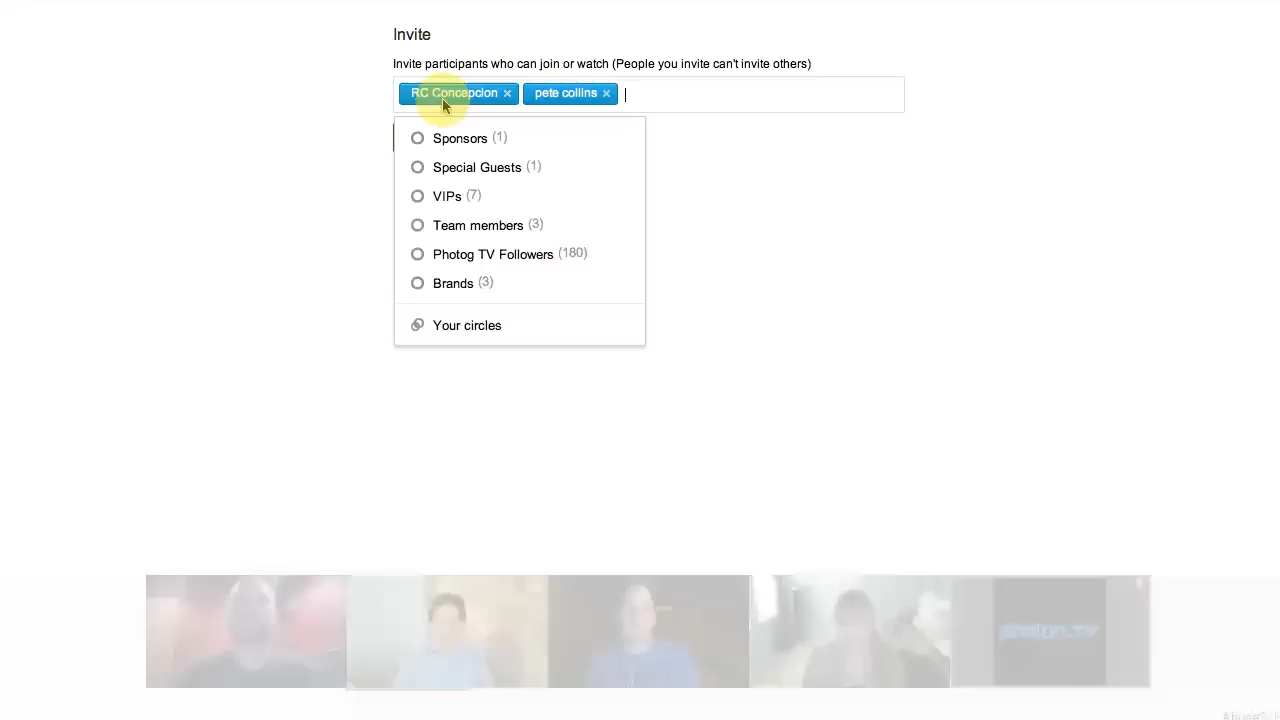 Invite
Invite participants who can join or watch (People you invite can't invite others)
RC Concepcion × pete collins ×
Sponsors (1)
Special Guests (1)
VIPs (7)
Team members (3)
Photog TV Followers (180)
Brands (3)
Your circles